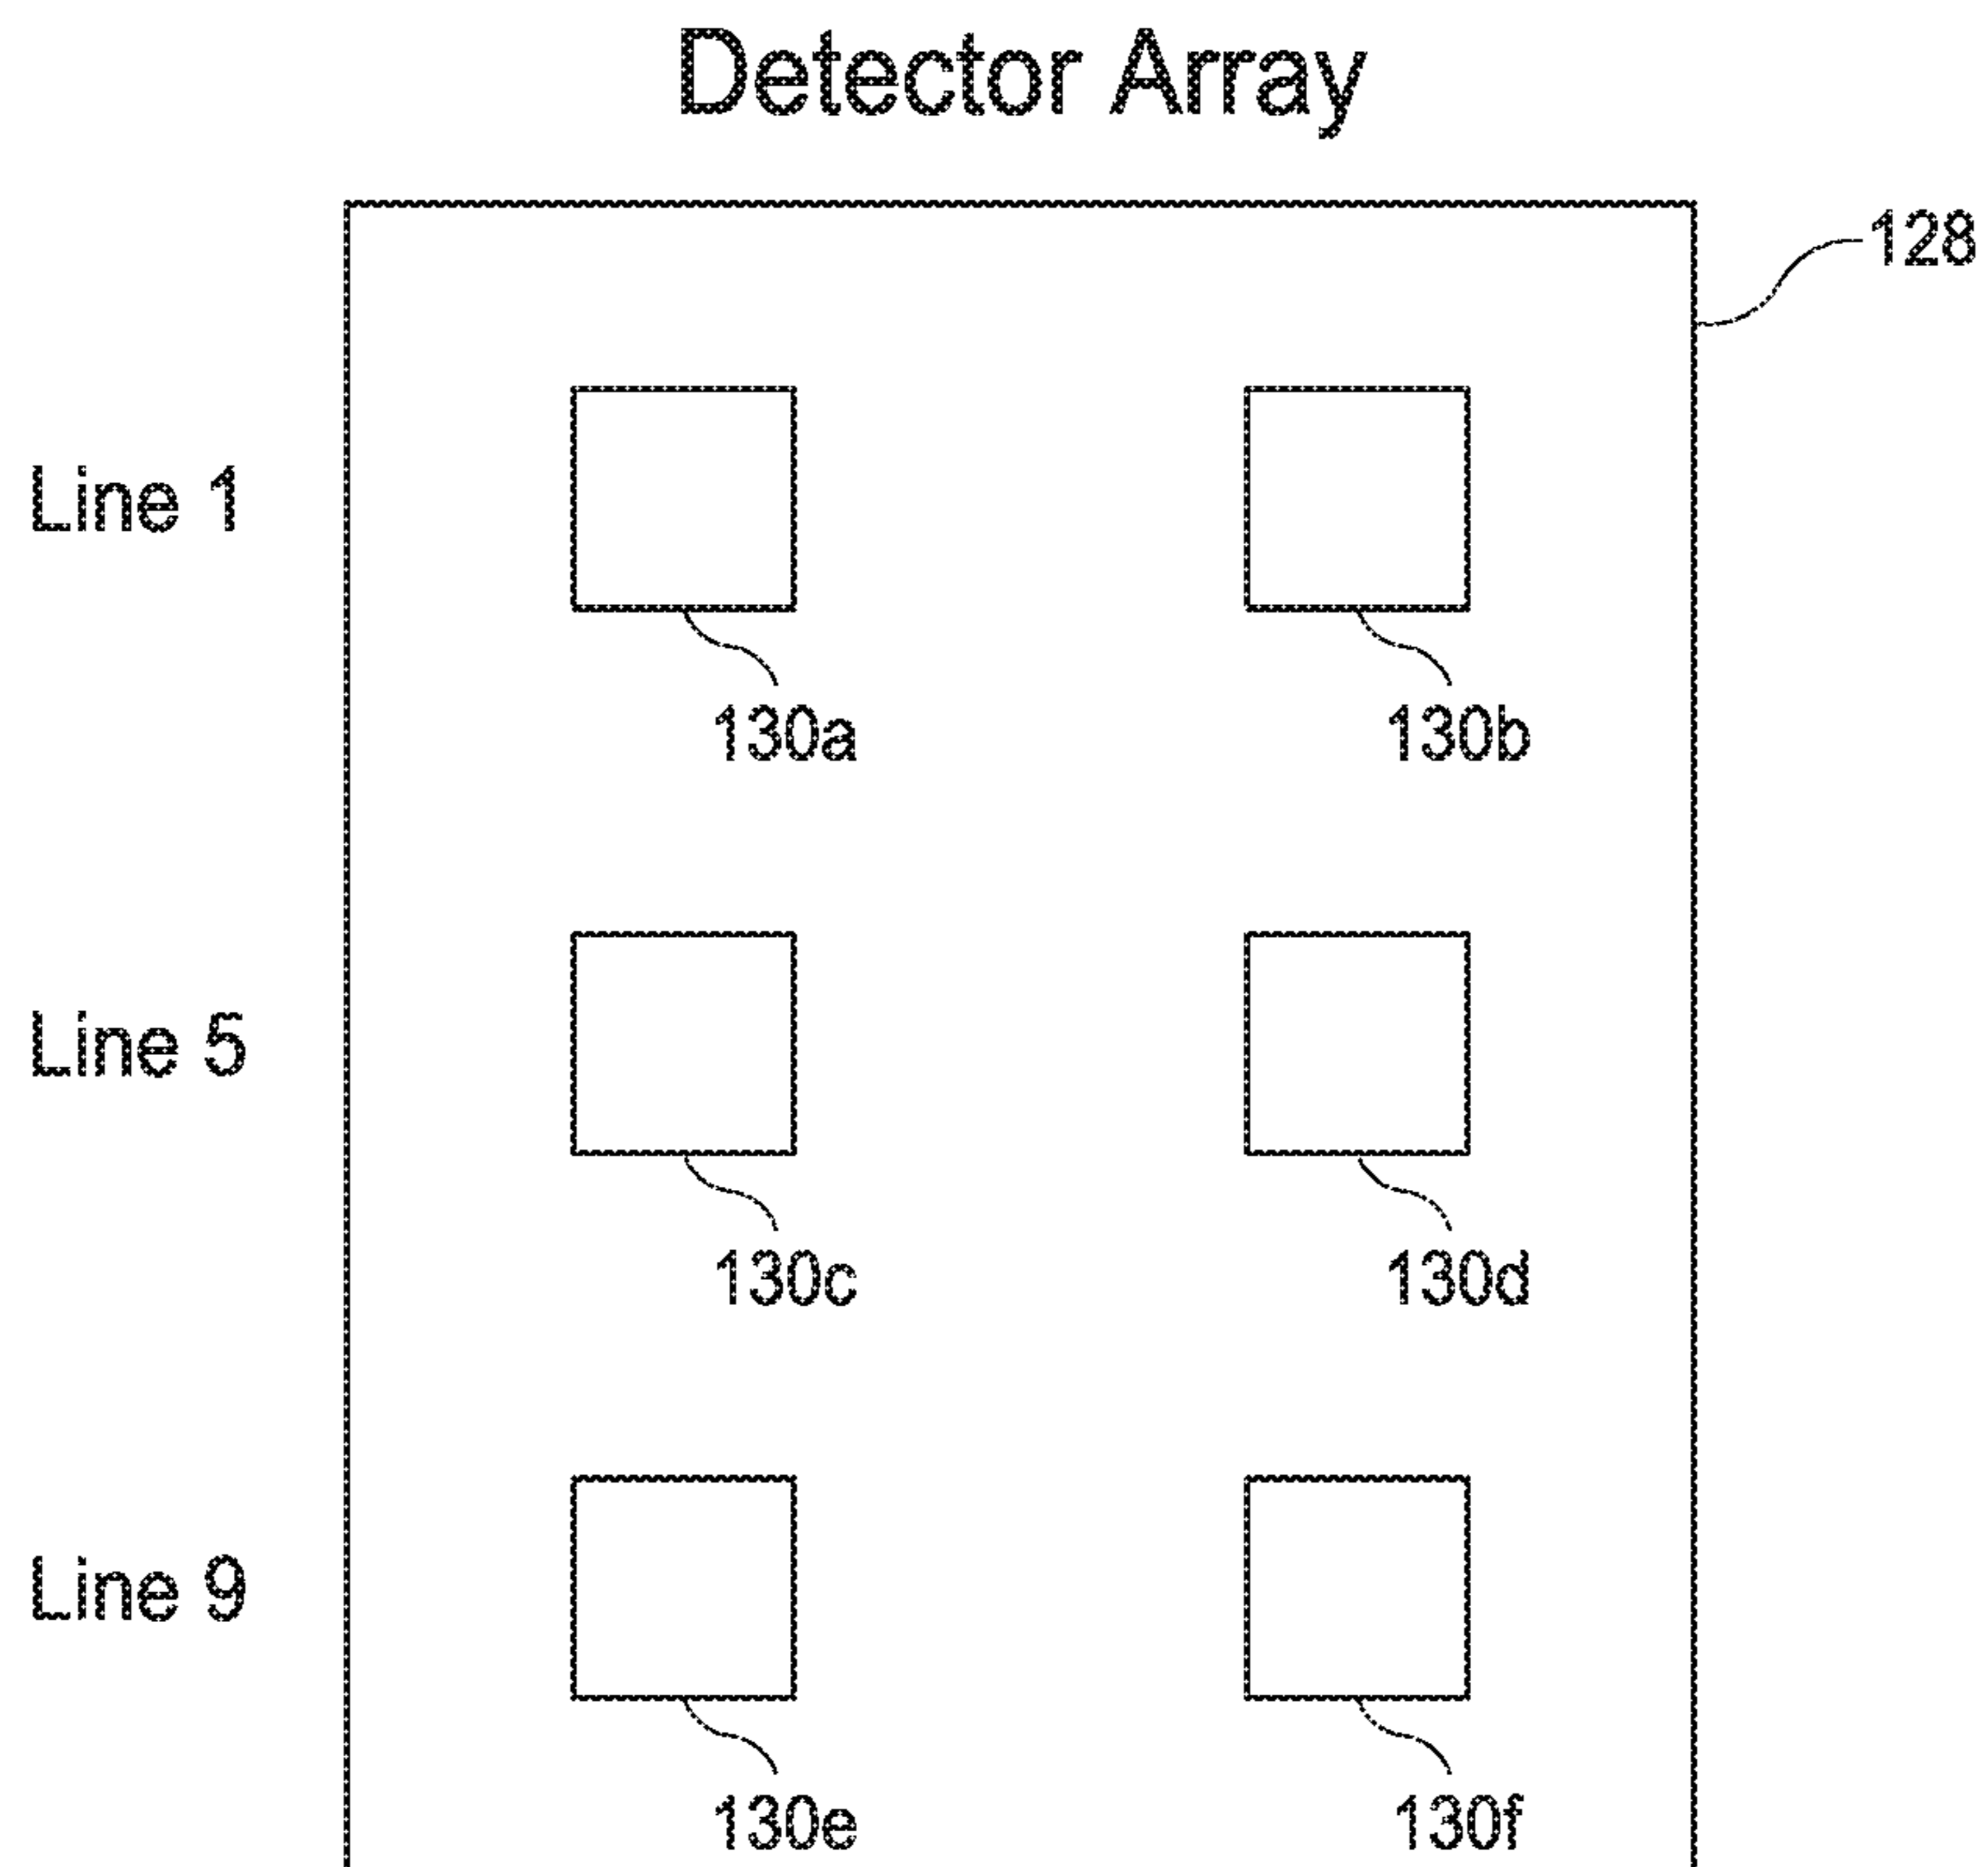 Detector Array
128
Line 1
130a
130b
Line 5
130c
130d
Line 9
130e
130f